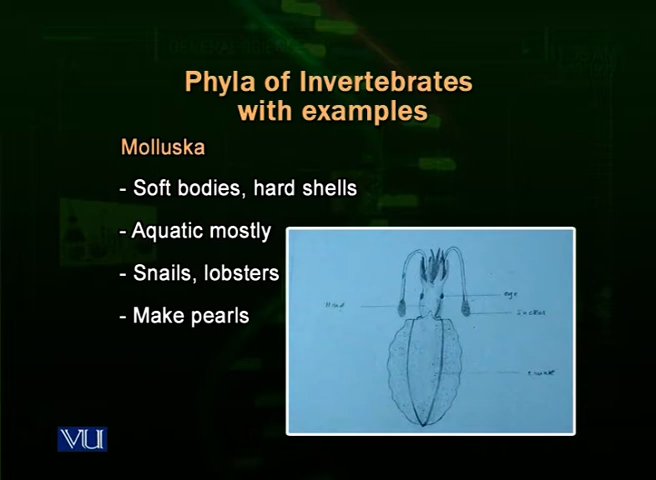 Phyla of Invertebrates
with examples
Molluska
- Soft bodies, hard shells
- Aquatic mostly
- Snails, lobsters
- Make pearls
Head
eye
VU